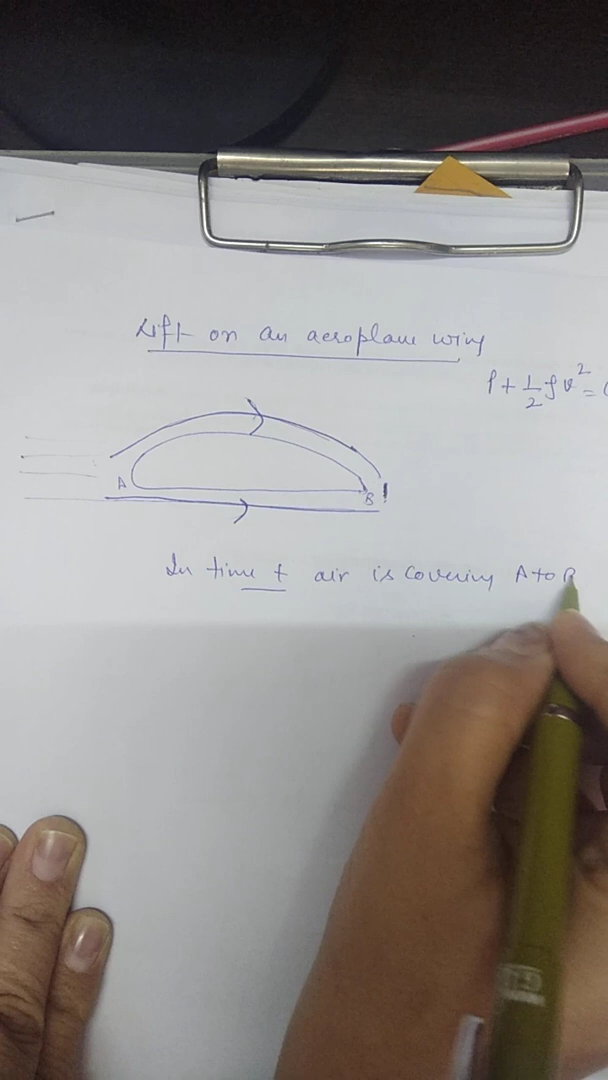 Lift on an aeroplane wing
P + 1/2 ρv² = 
A
B
In time t air is covering A to B